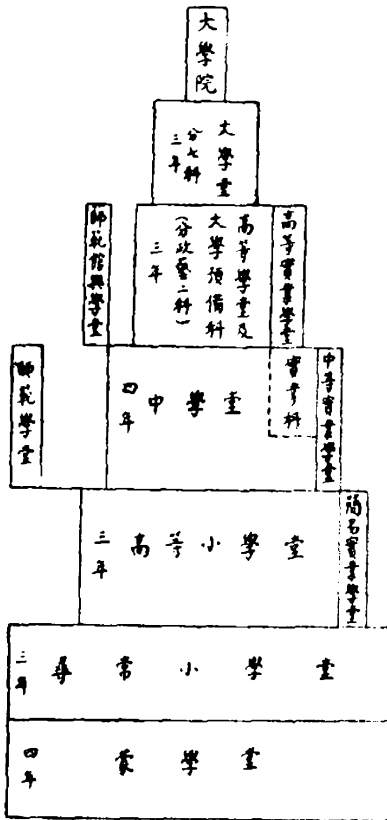 大學院
大學堂
分七科
三年
高等實業學堂
高等學堂及
大學預備科
(分政藝二科)
三年
師範館與學堂
中等實業學堂
實業科
中學堂
四年
師範學堂
簡易實業學堂
高等小學堂
三年
尋常小學堂
三年
蒙學堂
四年